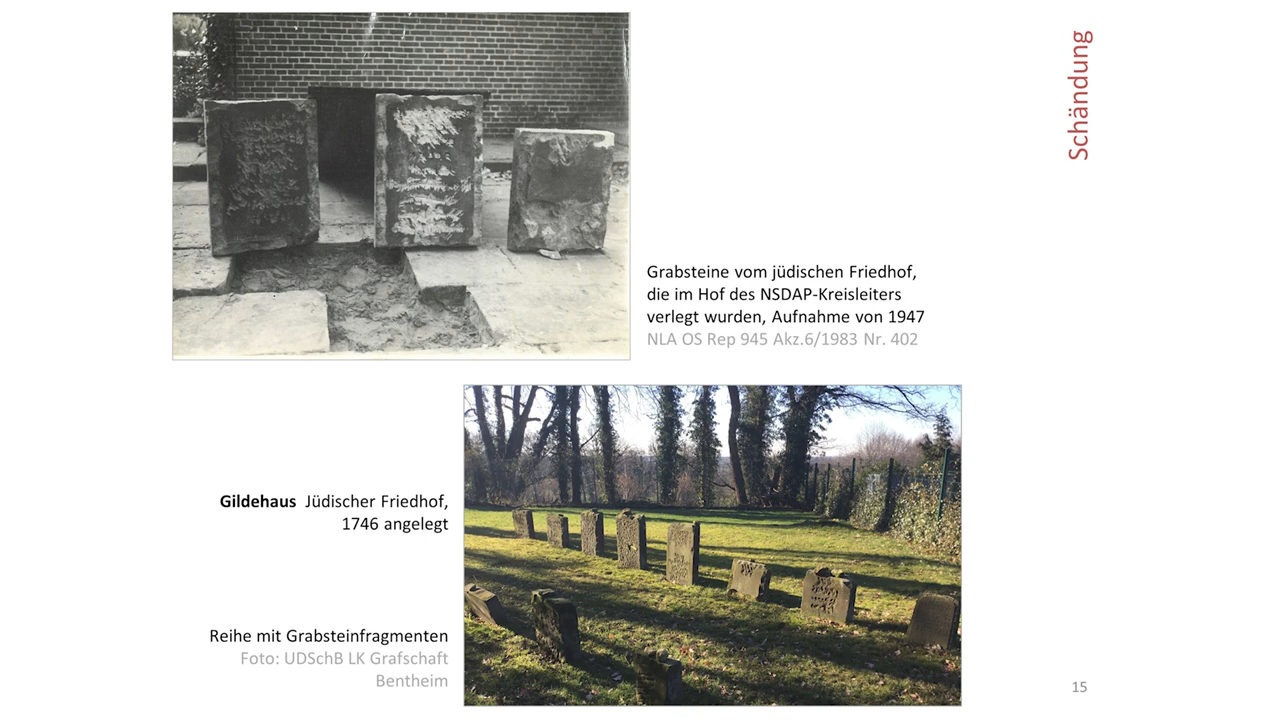 Schändung
Grabsteine vom jüdischen Friedhof,
die im Hof des NSDAP-Kreisleiters
verlegt wurden, Aufnahme von 1947
NLA OS Rep 945 Akz.6/1983 Nr. 402
Gildehaus Jüdischer Friedhof,
1746 angelegt
Reihe mit Grabsteinfragmenten
Foto: UDSchB LK Grafschaft
Bentheim
15